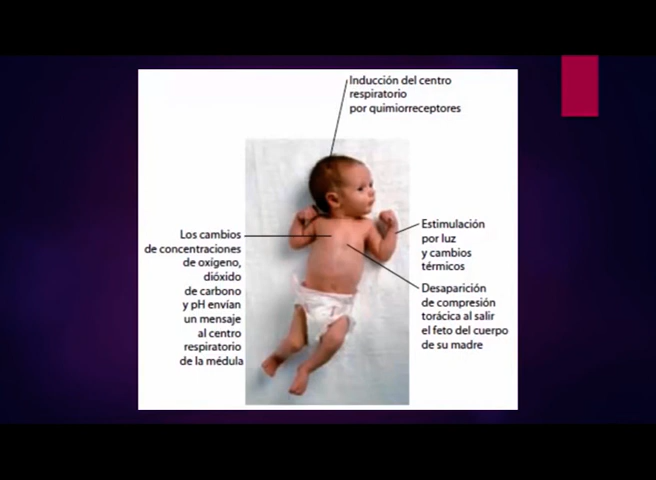 Inducción del centro
respiratorio
por quimiorreceptores
Los cambios
de concentraciones
de oxígeno,
dióxido
de carbono
y pH envían
un mensaje
al centro
respiratorio
de la médula
Estimulación
por luz
y cambios
térmicos
Desaparición
de compresión
torácica al salir
el feto del cuerpo
de su madre